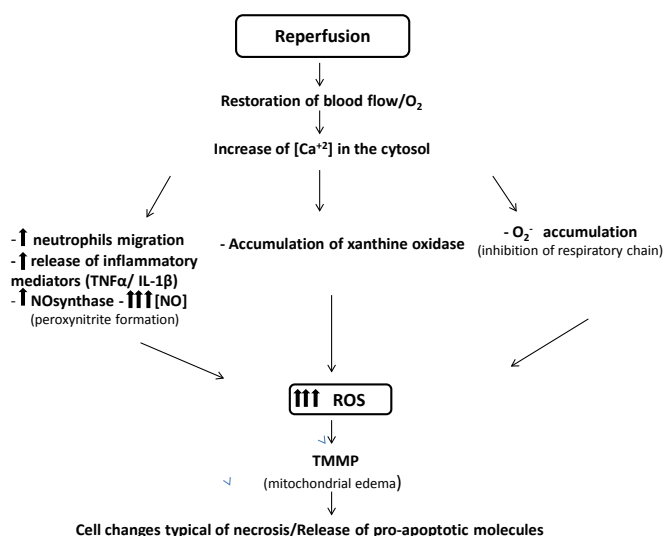 Reperfusion
Restoration of blood flow/O₂
Increase of [Ca⁺²] in the cytosol
- ⬆ neutrophils migration
- ⬆ release of inflammatory
mediators (TNFα/ IL-1β)
- ⬆ NOsynthase - ⬆⬆⬆ [NO]
(peroxynitrite formation)
- Accumulation of xanthine oxidase
- O₂⁻ accumulation
(inhibition of respiratory chain)
⬆⬆⬆ ROS
TMMP
(mitochondrial edema)
Cell changes typical of necrosis/Release of pro-apoptotic molecules